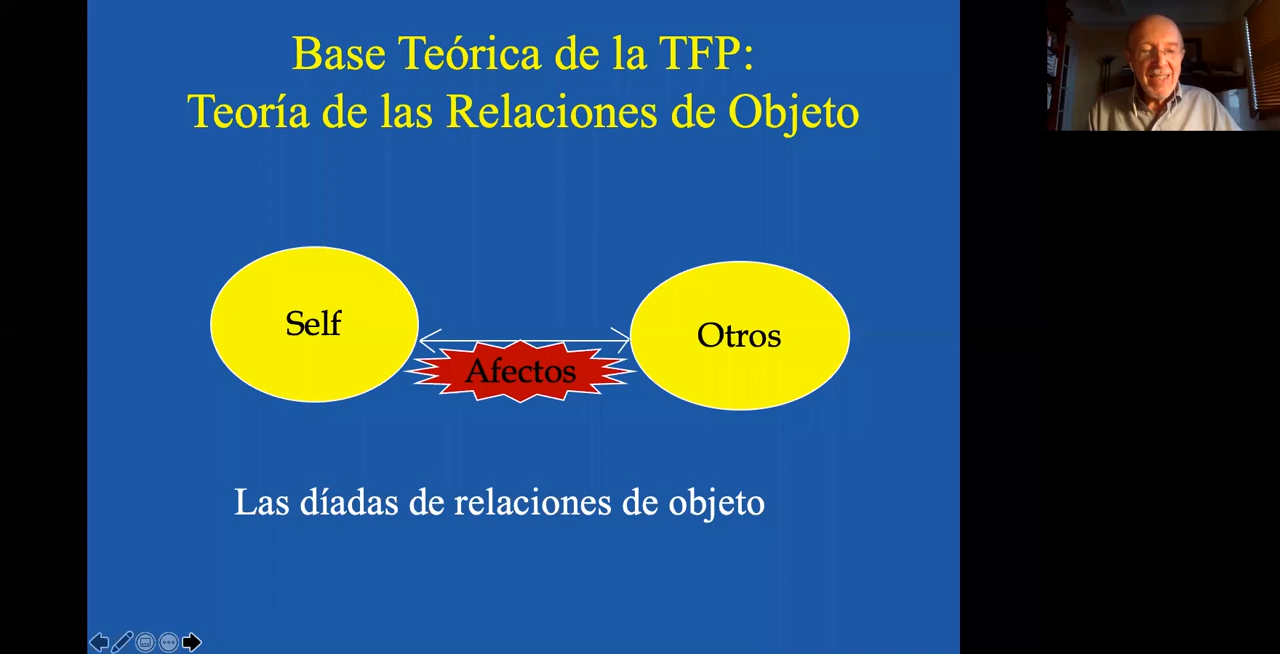 Base Teórica de la TFP:
Teoría de las Relaciones de Objeto
Self
Otros
Afectos
Las díadas de relaciones de objeto